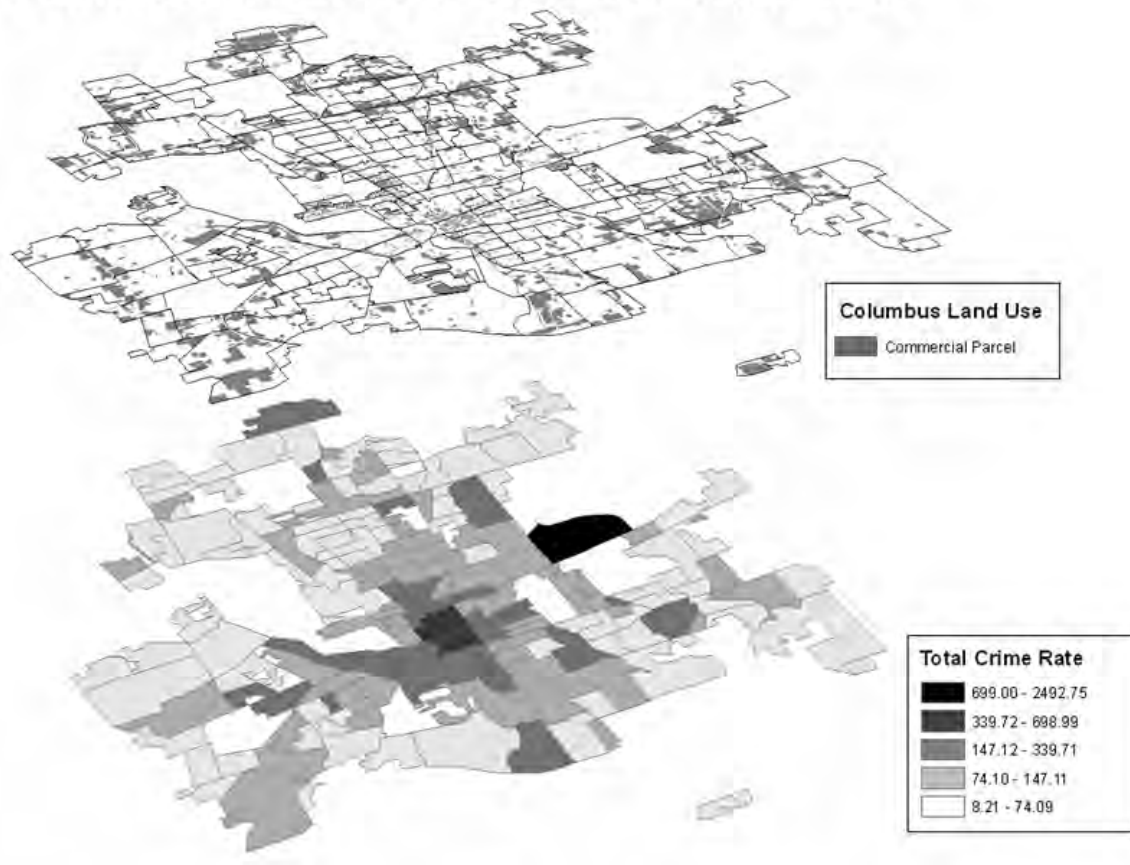 Columbus Land Use
Commercial Parcel
Total Crime Rate
699.00 - 2492.75
339.72 - 698.99
147.12 - 339.71
74.10 - 147.11
8.21 - 74.09